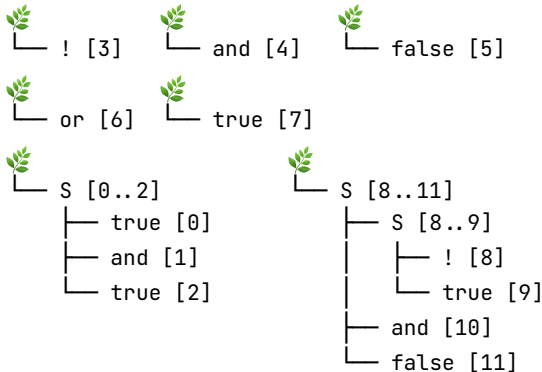 ! [3] and [4] false [5]
or [6] true [7]
S [0..2]
true [0]
and [1]
true [2]
S [8..11]
S [8..9]
! [8]
true [9]
and [10]
false [11]